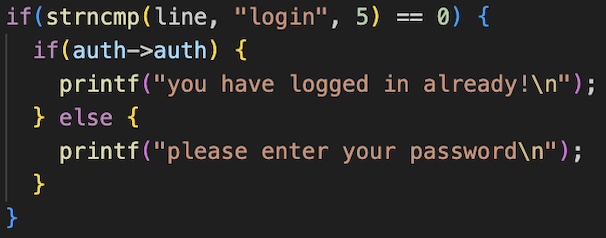 if(strncmp(line, "login", 5) == 0) {
  if(auth->auth) {
    printf("you have logged in already!\n");
  } else {
    printf("please enter your password\n");
  }
}